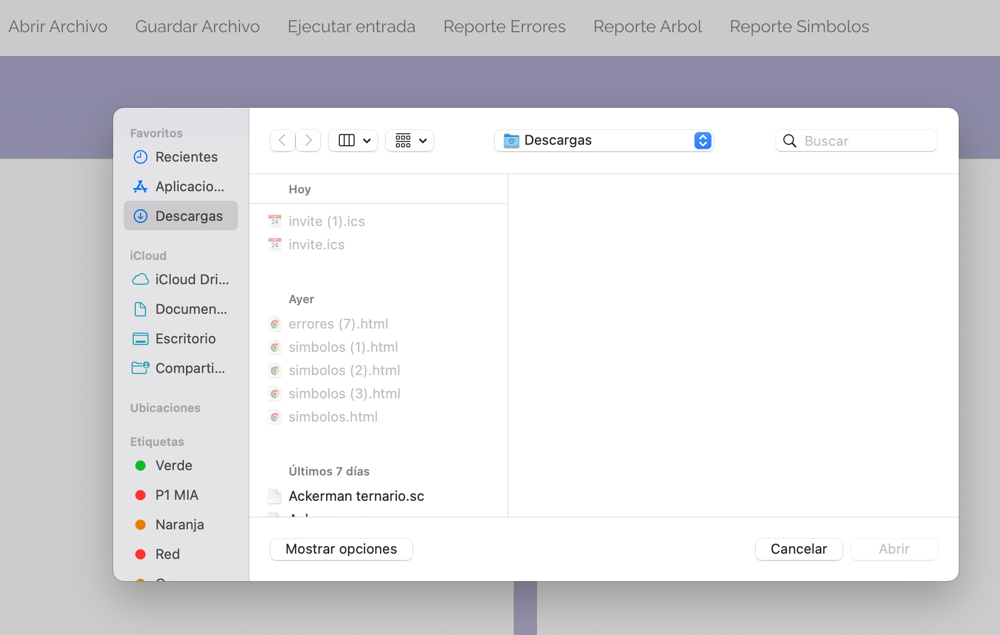 Abrir Archivo Guardar Archivo Ejecutar entrada Reporte Errores Reporte Arbol Reporte Simbolos
Favoritos
Recientes
Aplicacio...
Descargas
iCloud
iCloud Dri...
Documen...
Escritorio
Comparti...
Ubicaciones
Etiquetas
Verde
P1 MIA
Naranja
Red
Descargas
Buscar
Hoy
24
invite (1).ics
24
invite.ics
Ayer
errores (7).html
simbolos (1).html
simbolos (2).html
simbolos (3).html
simbolos.html
Últimos 7 días
Ackerman ternario.sc
Mostrar opciones
Cancelar
Abrir